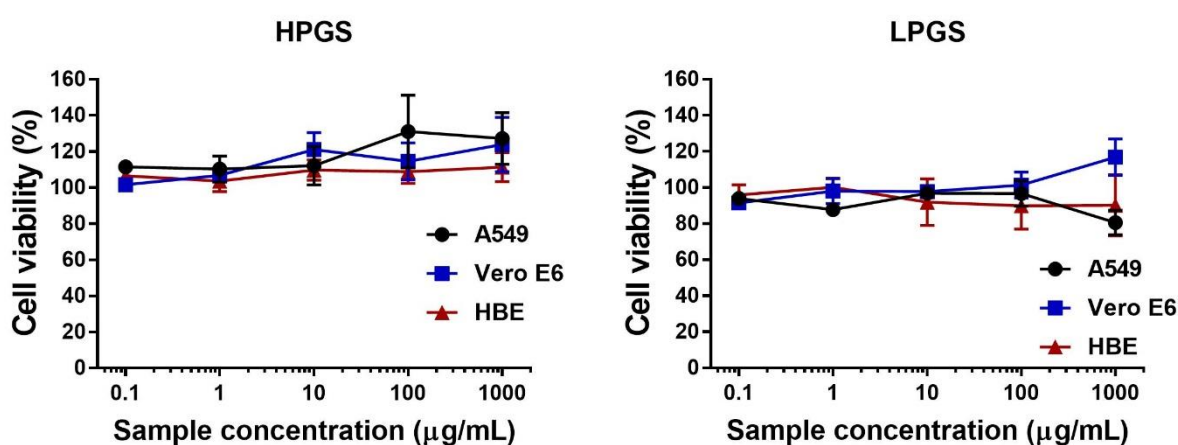 HPGS
Cell viability (%)
160
140
120
100
80
60
40
20
0
A549
Vero E6
HBE
0.1 1 10 100 1000
Sample concentration (μg/mL)
LPGS
Cell viability (%)
160
140
120
100
80
60
40
20
0
A549
Vero E6
HBE
0.1 1 10 100 1000
Sample concentration (μg/mL)